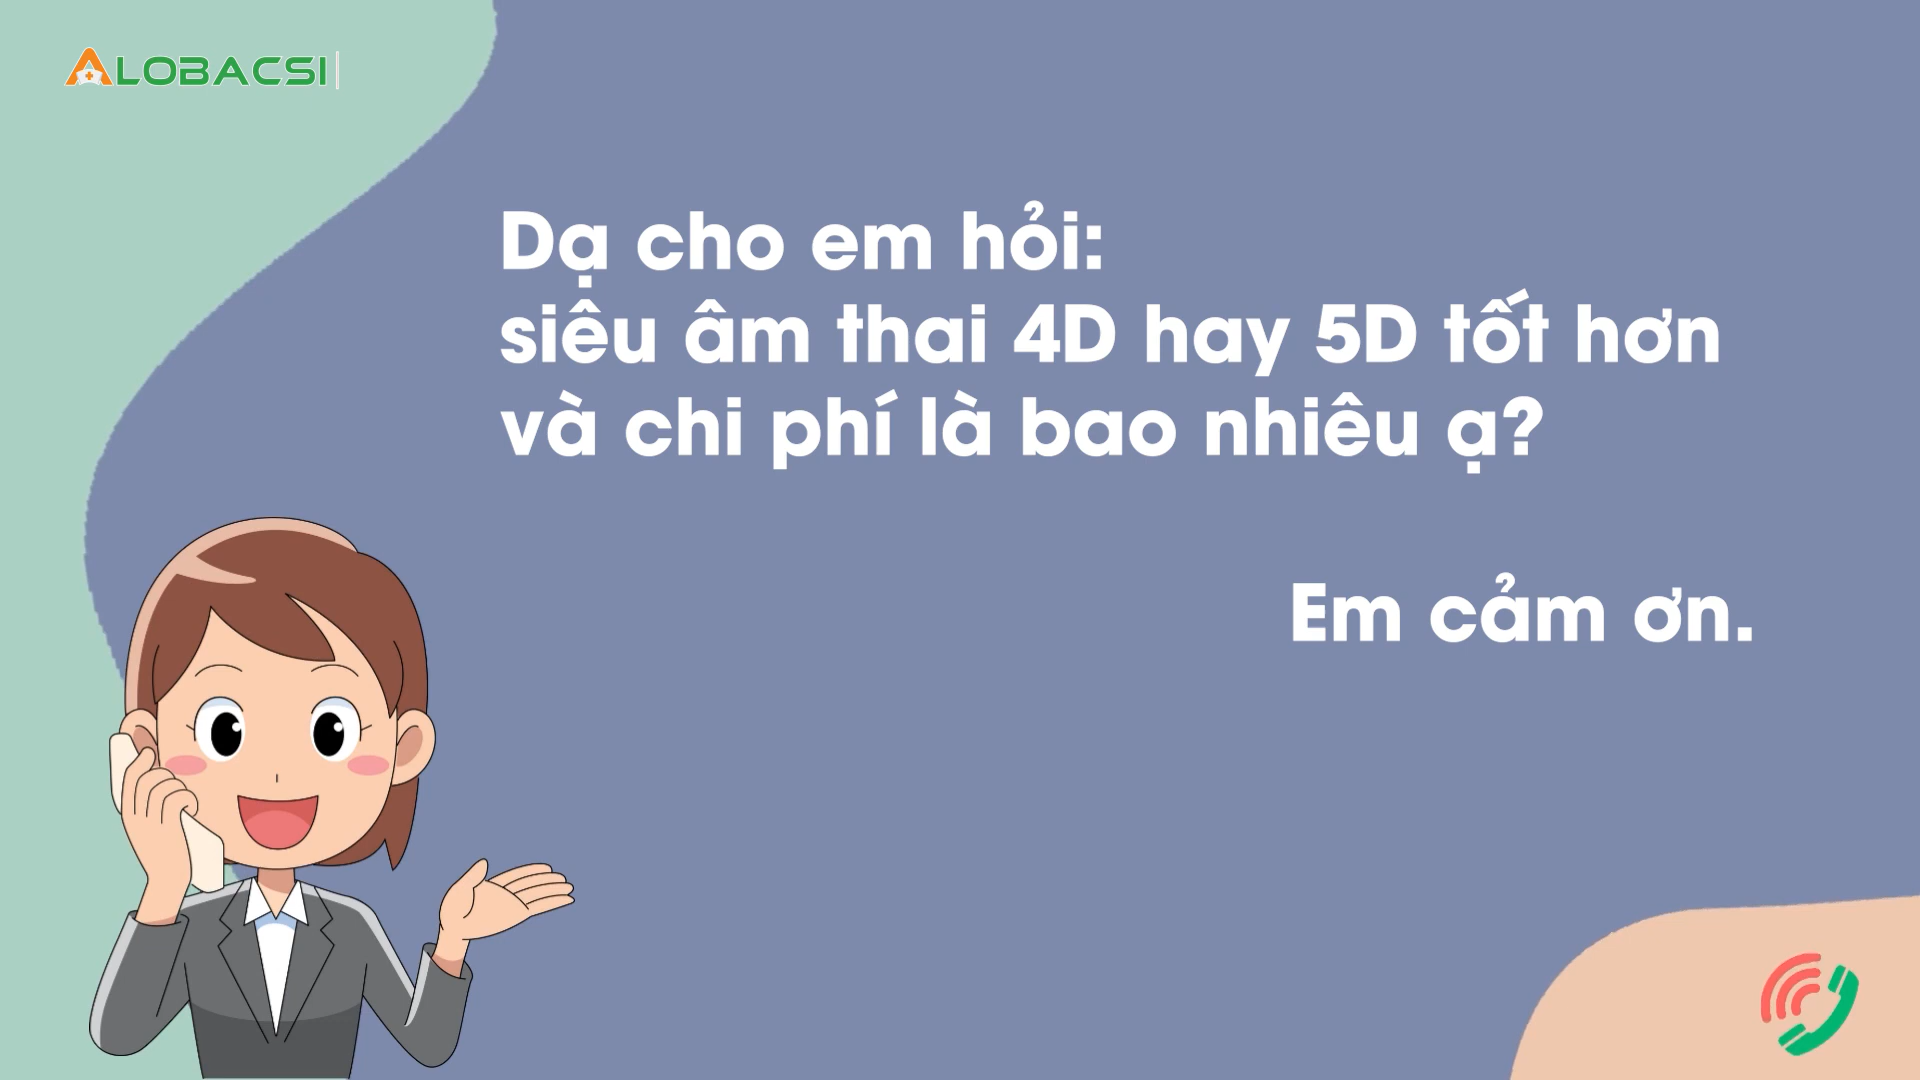 ALOBACSI
Dạ cho em hỏi:
siêu âm thai 4D hay 5D tốt hơn
và chi phí là bao nhiêu ạ?
Em cảm ơn.